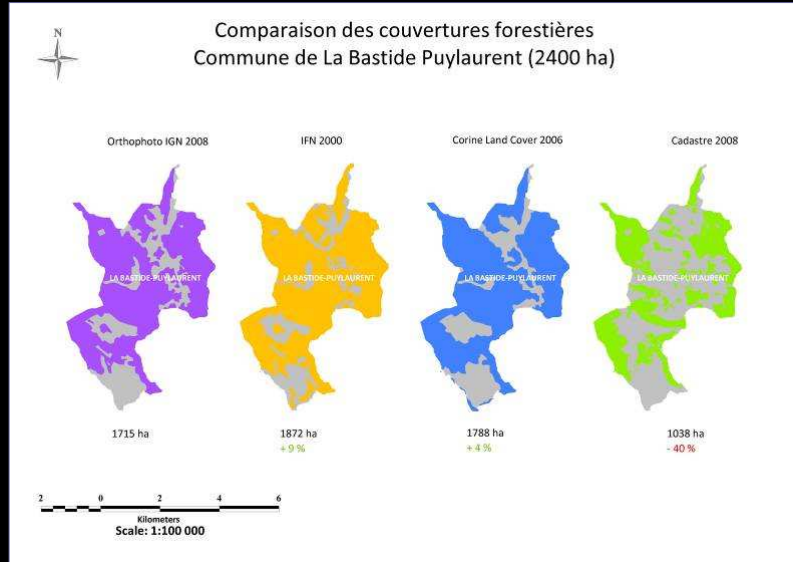 Comparaison des couvertures forestières
Commune de La Bastide Puylaurent (2400 ha)
N
Orthophoto IGN 2008
IFN 2000
Corine Land Cover 2006
Cadastre 2008
LA BASTIDE-PUYLAURENT
LA BASTIDE-PUYLAURENT
LA BASTIDE-PUYLAURENT
LA BASTIDE-PUYLAURENT
1715 ha
1872 ha
+ 9 %
1788 ha
+ 4 %
1038 ha
- 40 %
2 0 2 4 6
Kilometers
Scale: 1:100 000